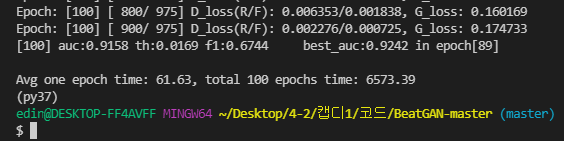 Epoch: [100] [ 800/ 975] D_loss(R/F): 0.006353/0.001838, G_loss: 0.160169
Epoch: [100] [ 900/ 975] D_loss(R/F): 0.002276/0.000725, G_loss: 0.174733
[100] auc:0.9158 th:0.0169 f1:0.6744     best_auc:0.9242 in epoch[89]
Avg one epoch time: 61.63, total 100 epochs time: 6573.39
(py37)
edin@DESKTOP-FF4AVFF MINGW64 ~/Desktop/4-2/캡디1/코드/BeatGAN-master (master)
$